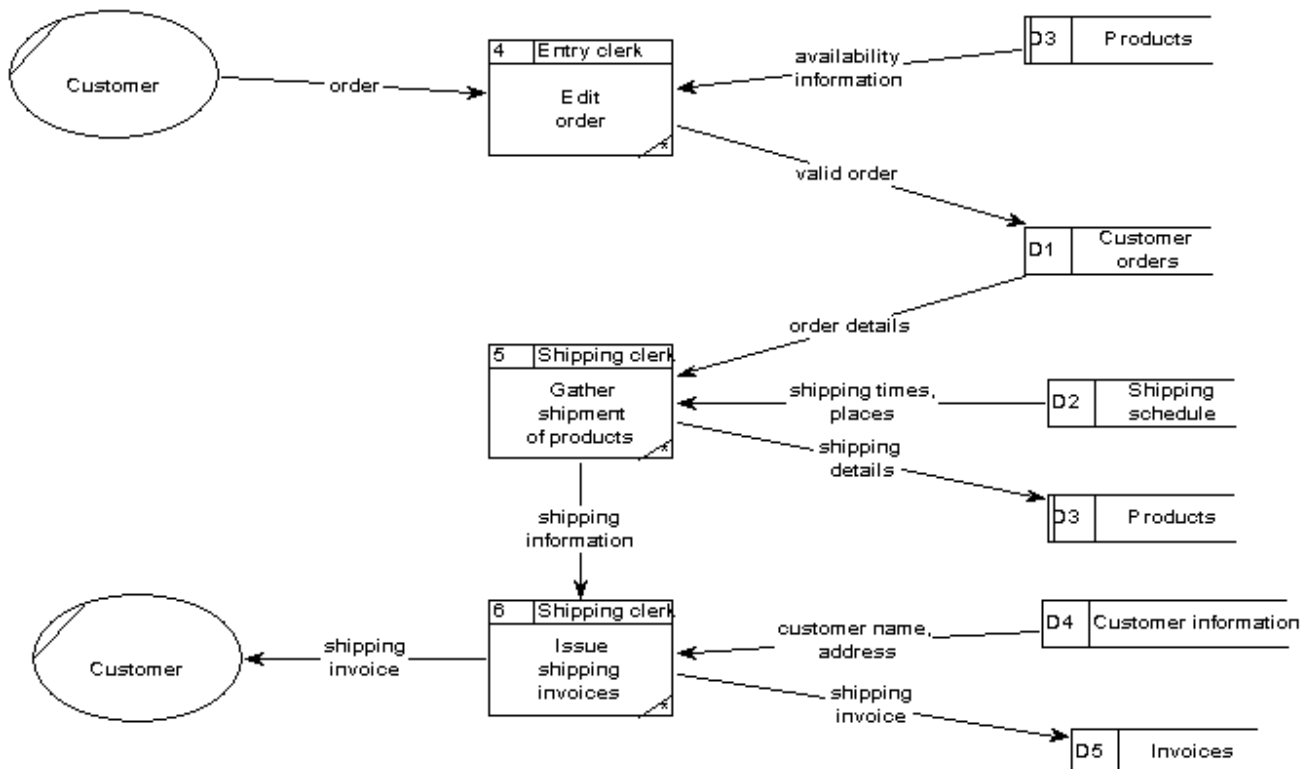 Customer
order
4 Entry clerk
Edit
order
*
availability
information
D3 Products
valid order
D1 Customer
orders
order details
5 Shipping clerk
Gather
shipment
of products
*
shipping times,
places
D2 Shipping
schedule
shipping
details
D3 Products
shipping
information
6 Shipping clerk
Issue
shipping
invoices
*
shipping
invoice
Customer
customer name,
address
D4 Customer information
shipping
invoice
D5 Invoices